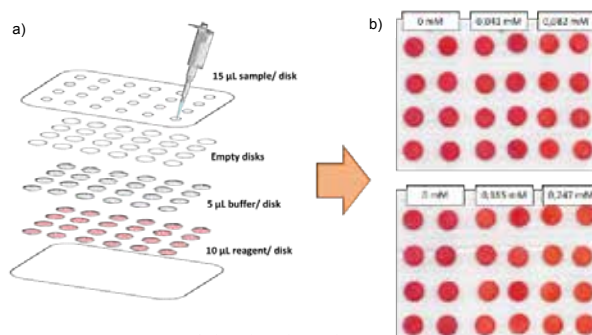 a)
15 µL sample/ disk
Empty disks
5 µL buffer/ disk
10 µL reagent/ disk
b)
0 mM
0,041 mM
0,082 mM
0 mM
0,165 mM
0,247 mM